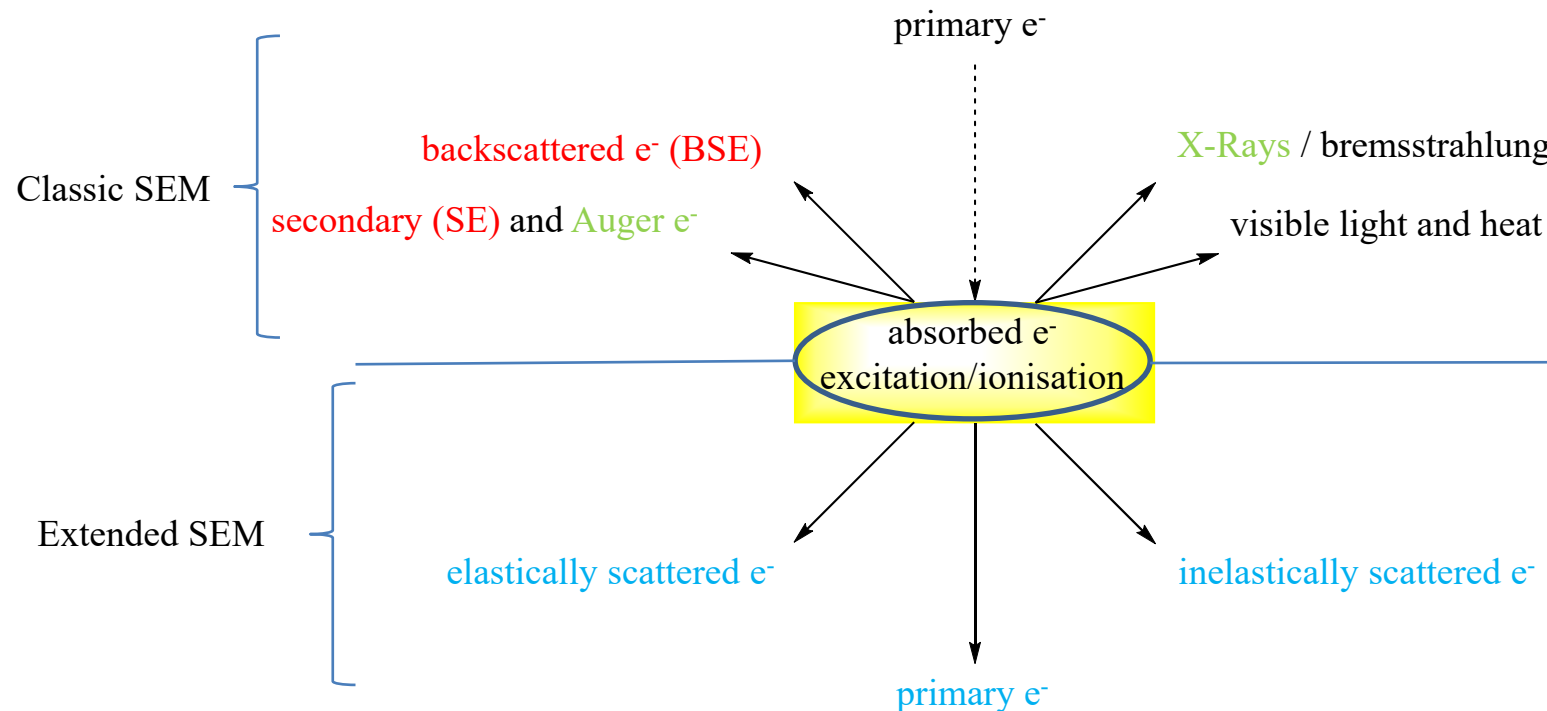 primary e⁻
backscattered e⁻ (BSE)
X-Rays / bremsstrahlung
Classic SEM
secondary (SE) and Auger e⁻
visible light and heat
absorbed e⁻
excitation/ionisation
Extended SEM
elastically scattered e⁻
inelastically scattered e⁻
primary e⁻